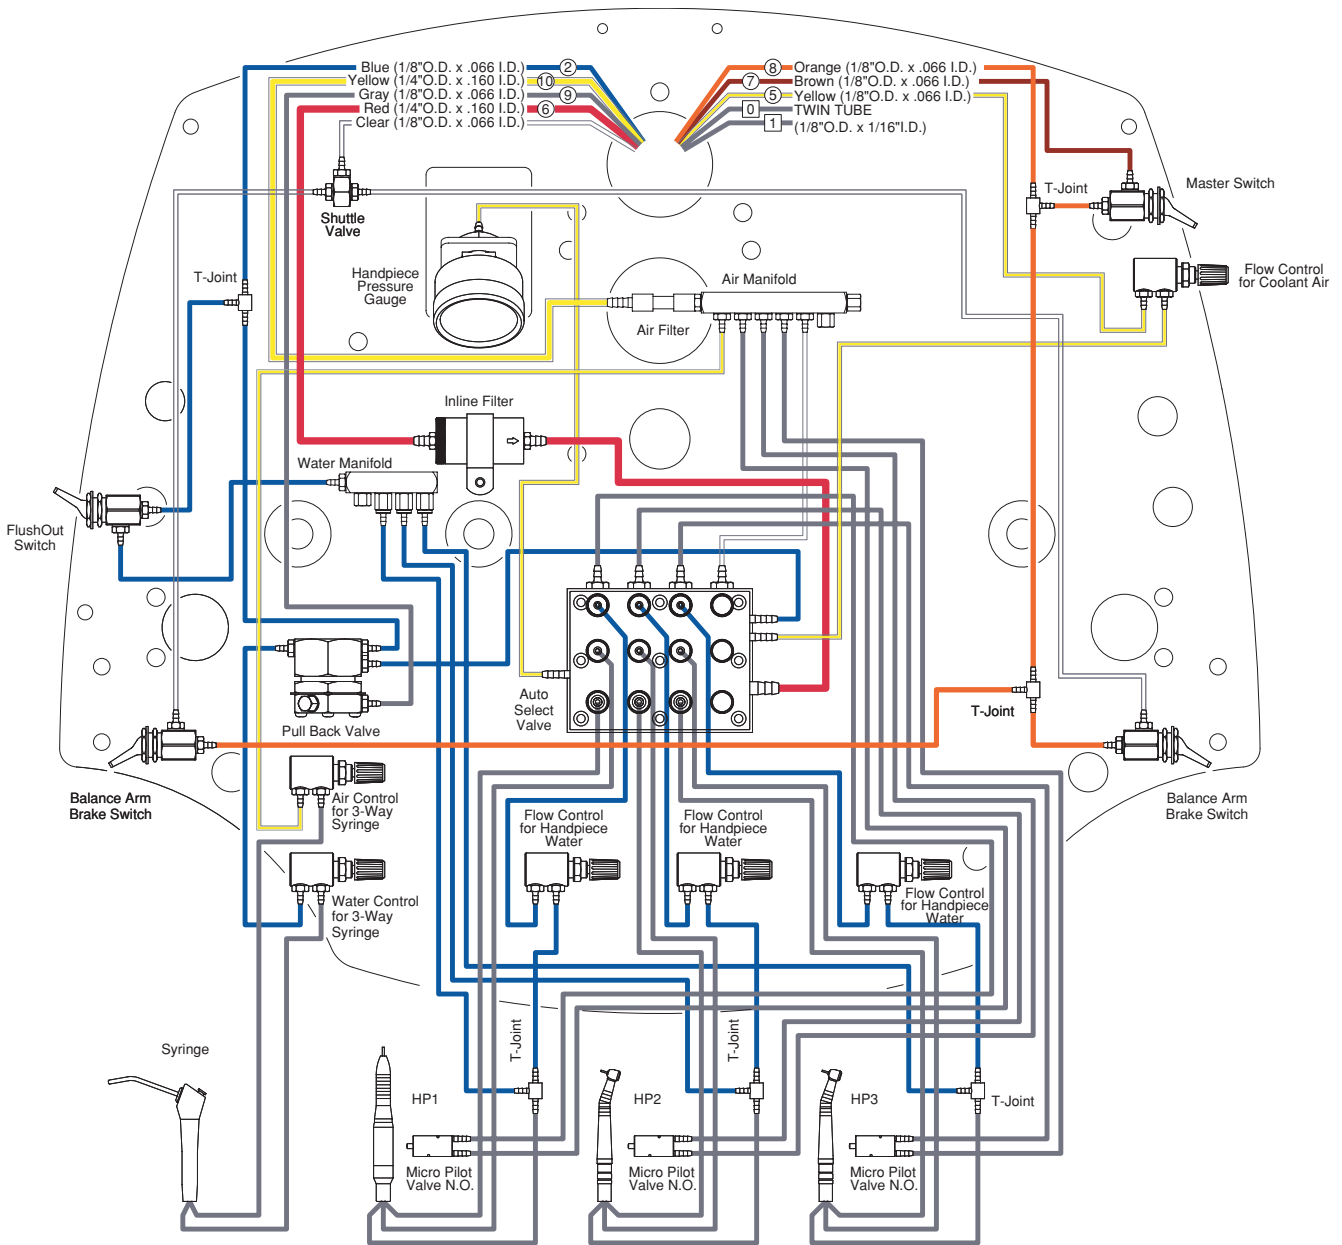 Blue (1/8"O.D. x .066 I.D.) 2
Yellow (1/4"O.D. x .160 I.D.) 10
Gray (1/8"O.D. x .066 I.D.) 9
Red (1/4"O.D. x .160 I.D.) 6
Clear (1/8"O.D. x .066 I.D.)
8 Orange (1/8"O.D. x .066 I.D.)
7 Brown (1/8"O.D. x .066 I.D.)
5 Yellow (1/8"O.D. x .066 I.D.)
0 TWIN TUBE
1 (1/8"O.D. x 1/16"I.D.)
Shuttle
Valve
T-Joint
Master Switch
T-Joint
Handpiece
Pressure
Gauge
Air Manifold
Air Filter
Flow Control
for Coolant Air
Inline Filter
Water Manifold
FlushOut
Switch
Pull Back Valve
Auto
Select
Valve
T-Joint
Balance Arm
Brake Switch
Air Control
for 3-Way
Syringe
Balance Arm
Brake Switch
Flow Control
for Handpiece
Water
Flow Control
for Handpiece
Water
Flow Control
for Handpiece
Water
Water Control
for 3-Way
Syringe
Syringe
T-Joint
T-Joint
T-Joint
HP1
HP2
HP3
Micro Pilot
Valve N.O.
Micro Pilot
Valve N.O.
Micro Pilot
Valve N.O.